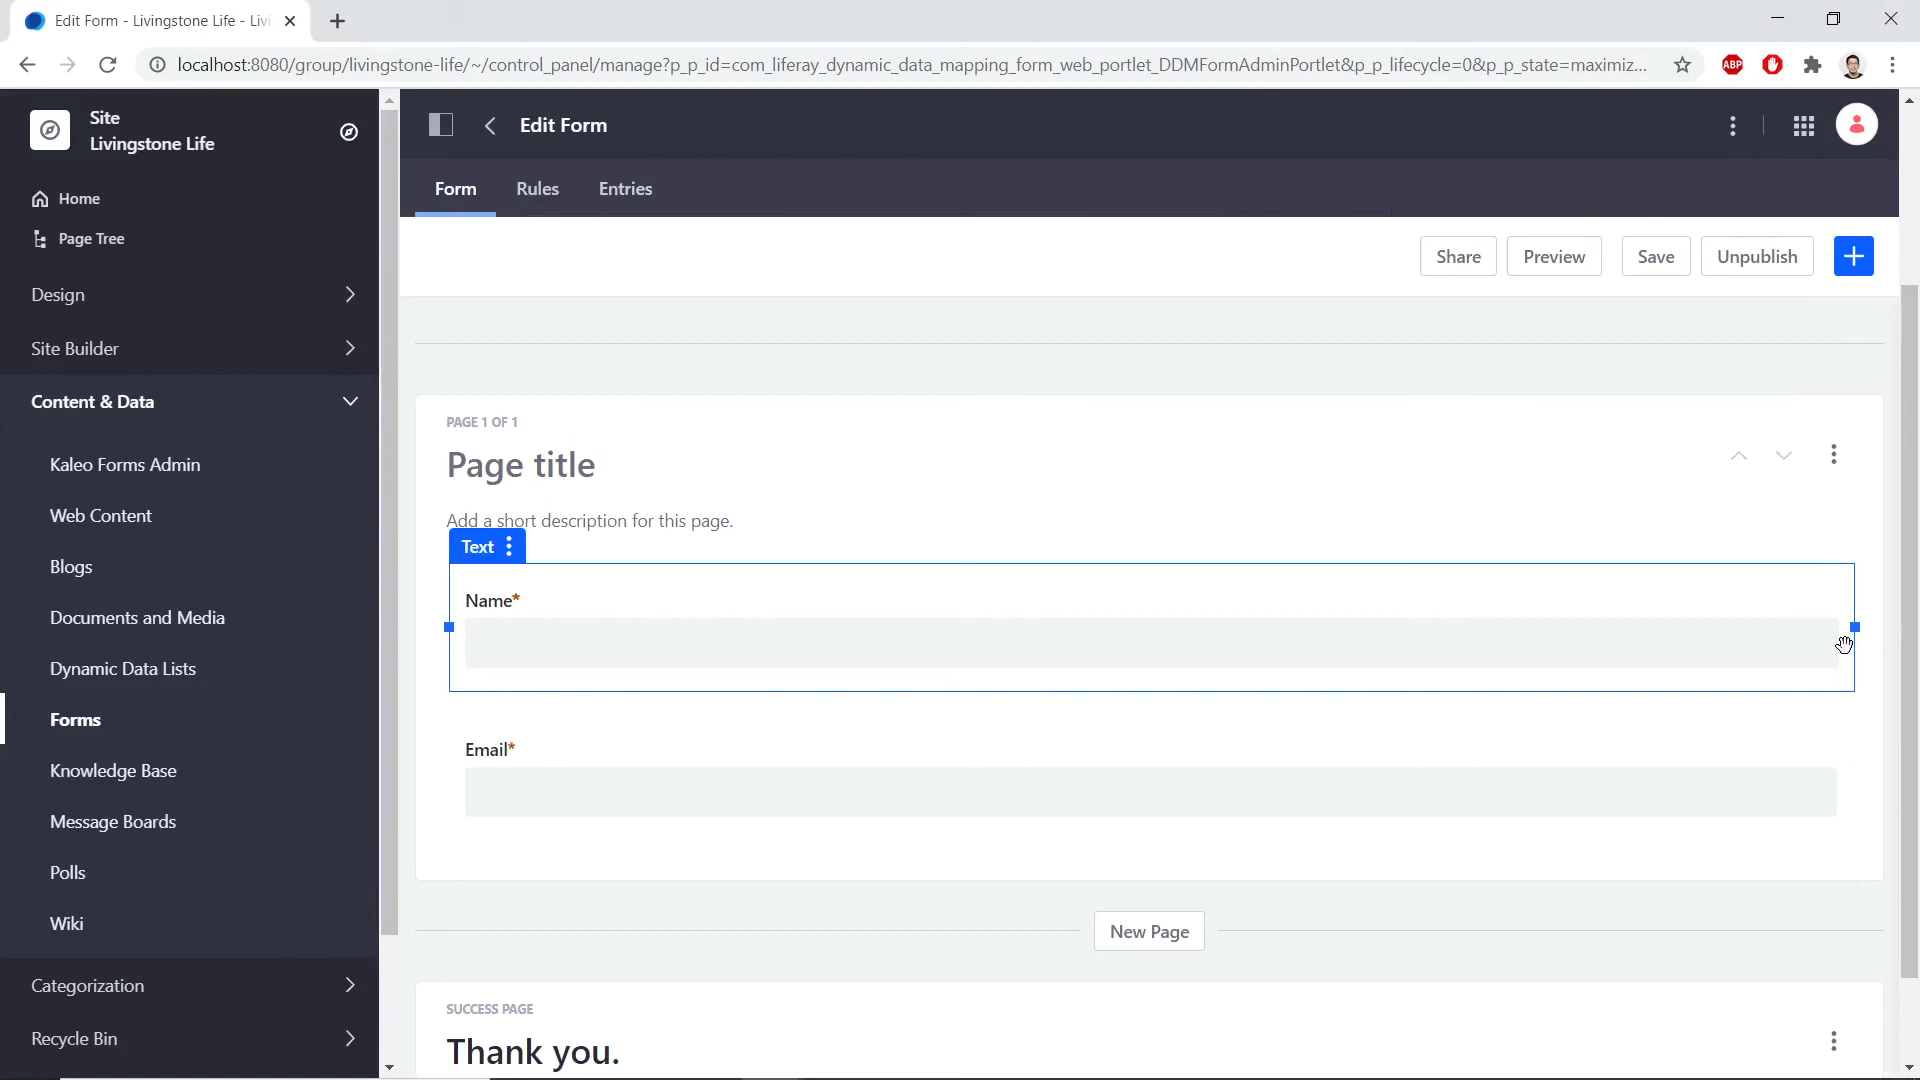 Edit Form - Livingstone Life - Livi
localhost:8080/group/livingstone-life/~/control_panel/manage?p_p_id=com_liferay_dynamic_data_mapping_form_web_portlet_DDMFormAdminPortlet&p_p_lifecycle=0&p_p_state=maximiz...
ABP
Site
Livingstone Life
Home
Page Tree
Design
Site Builder
Content & Data
Kaleo Forms Admin
Web Content
Blogs
Documents and Media
Dynamic Data Lists
Forms
Knowledge Base
Message Boards
Polls
Wiki
Categorization
Recycle Bin
Edit Form
Form Rules Entries
Share Preview Save Unpublish
PAGE 1 OF 1
Page title
Add a short description for this page.
Text
Name*
Email*
New Page
SUCCESS PAGE
Thank you.